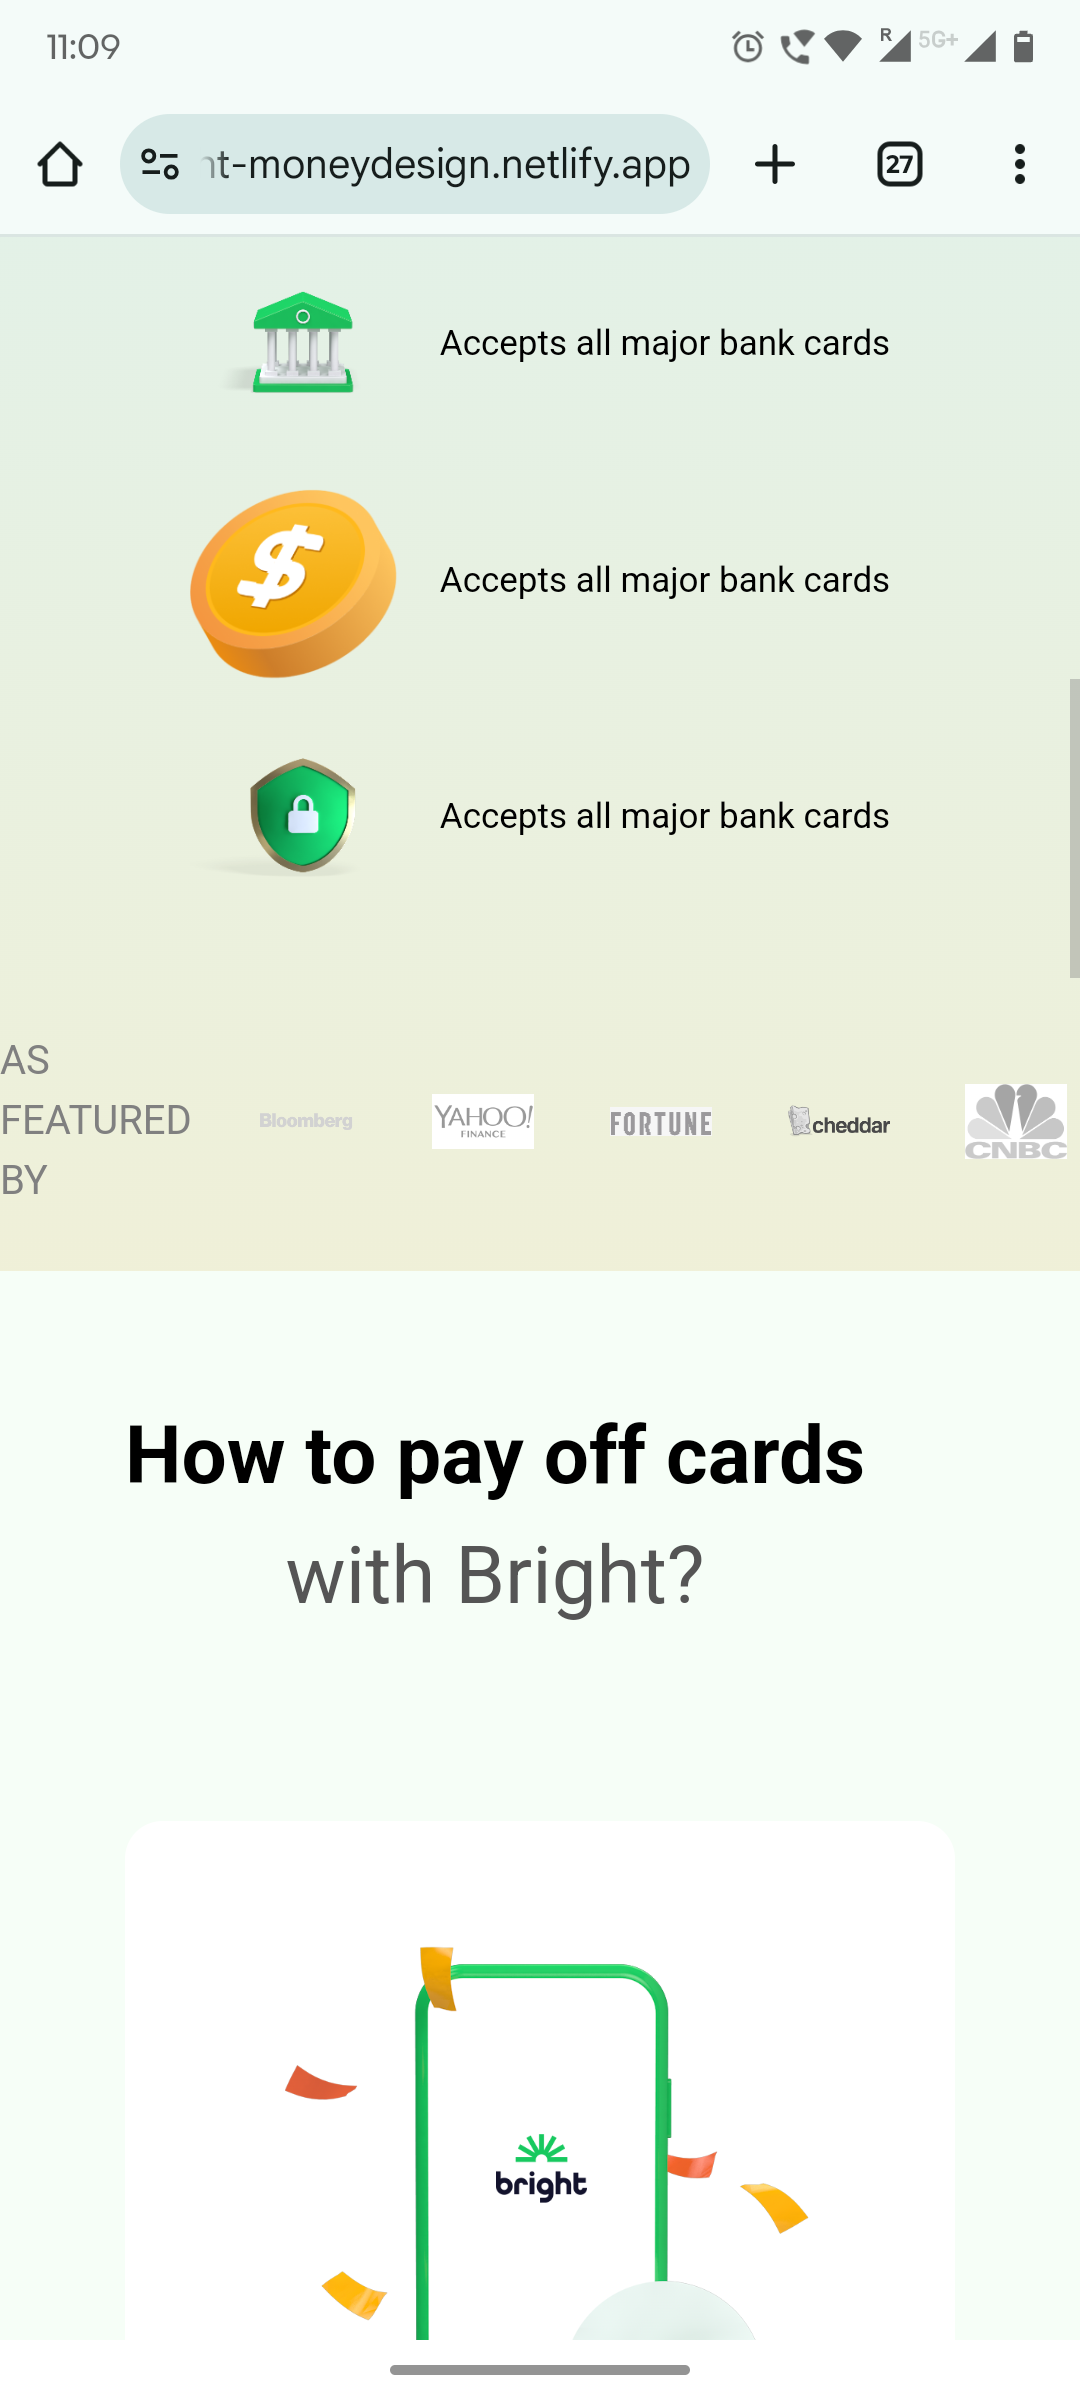 11:09
R
5G+
nt-moneydesign.netlify.app
27
Accepts all major bank cards
$
Accepts all major bank cards
Accepts all major bank cards
AS
FEATURED
BY
Bloomberg
YAHOO!
FINANCE
FORTUNE
cheddar
CNBC
How to pay off cards
with Bright?
bright